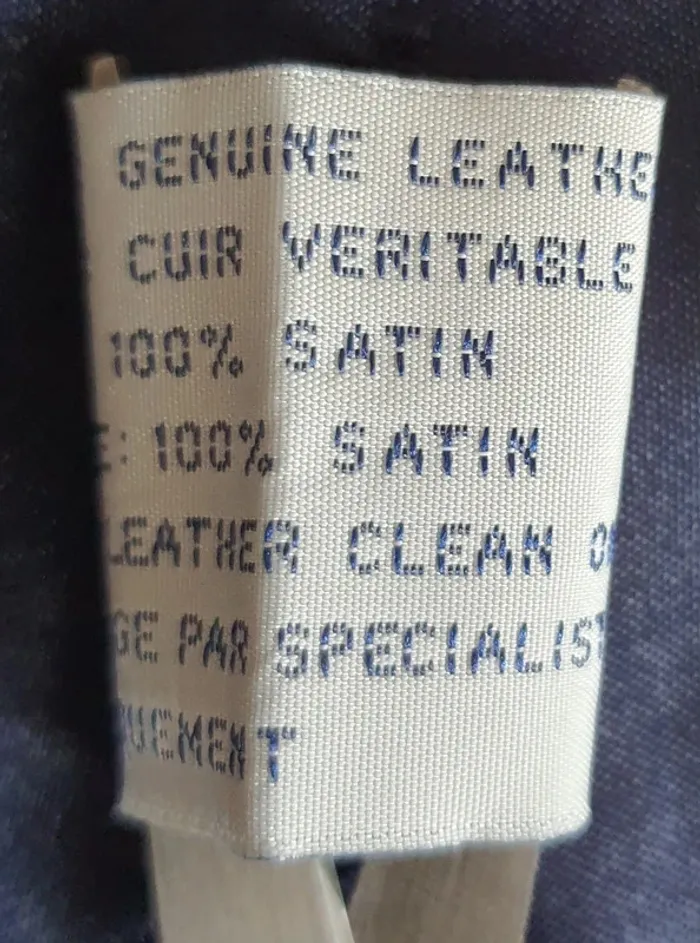 GENUINE LEATHE
CUIR VERITABLE
100% SATIN
E: 100% SATIN
LEATHER CLEAN O
GE PAR SPECIALIST
UEMENT